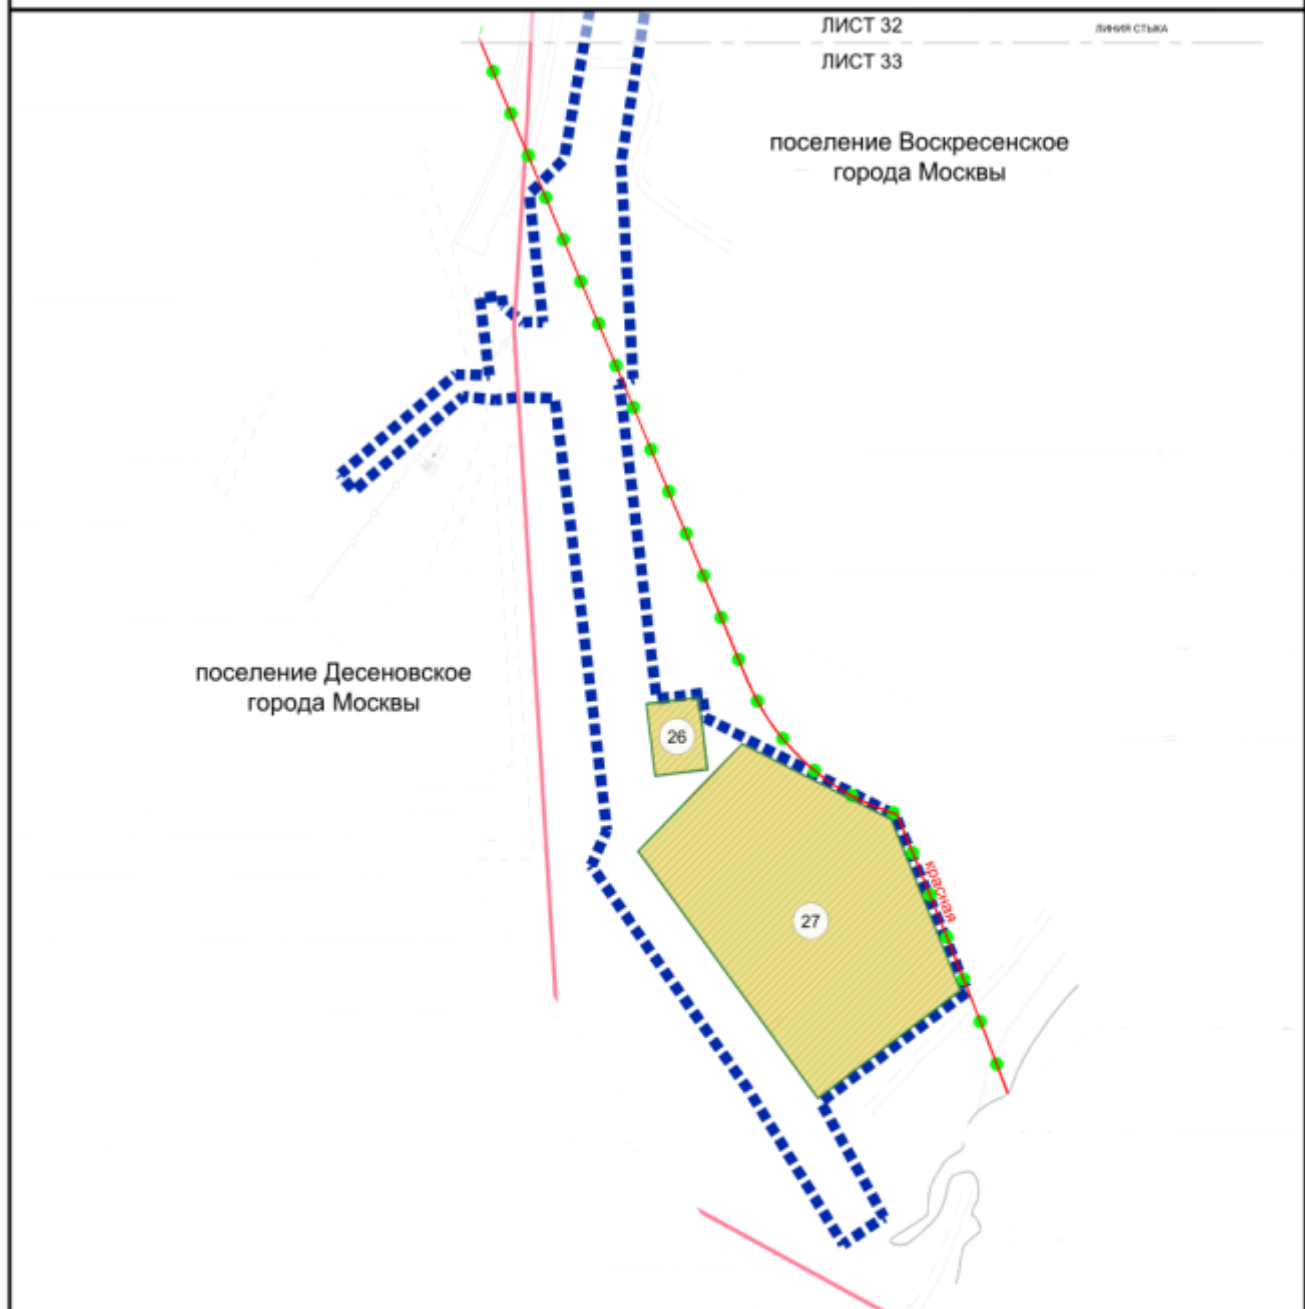 ЛИСТ 32
ЛИНИЯ СТЫКА
ЛИСТ 33
поселение Воскресенское
города Москвы
поселение Десеновское
города Москвы
26
27
красная